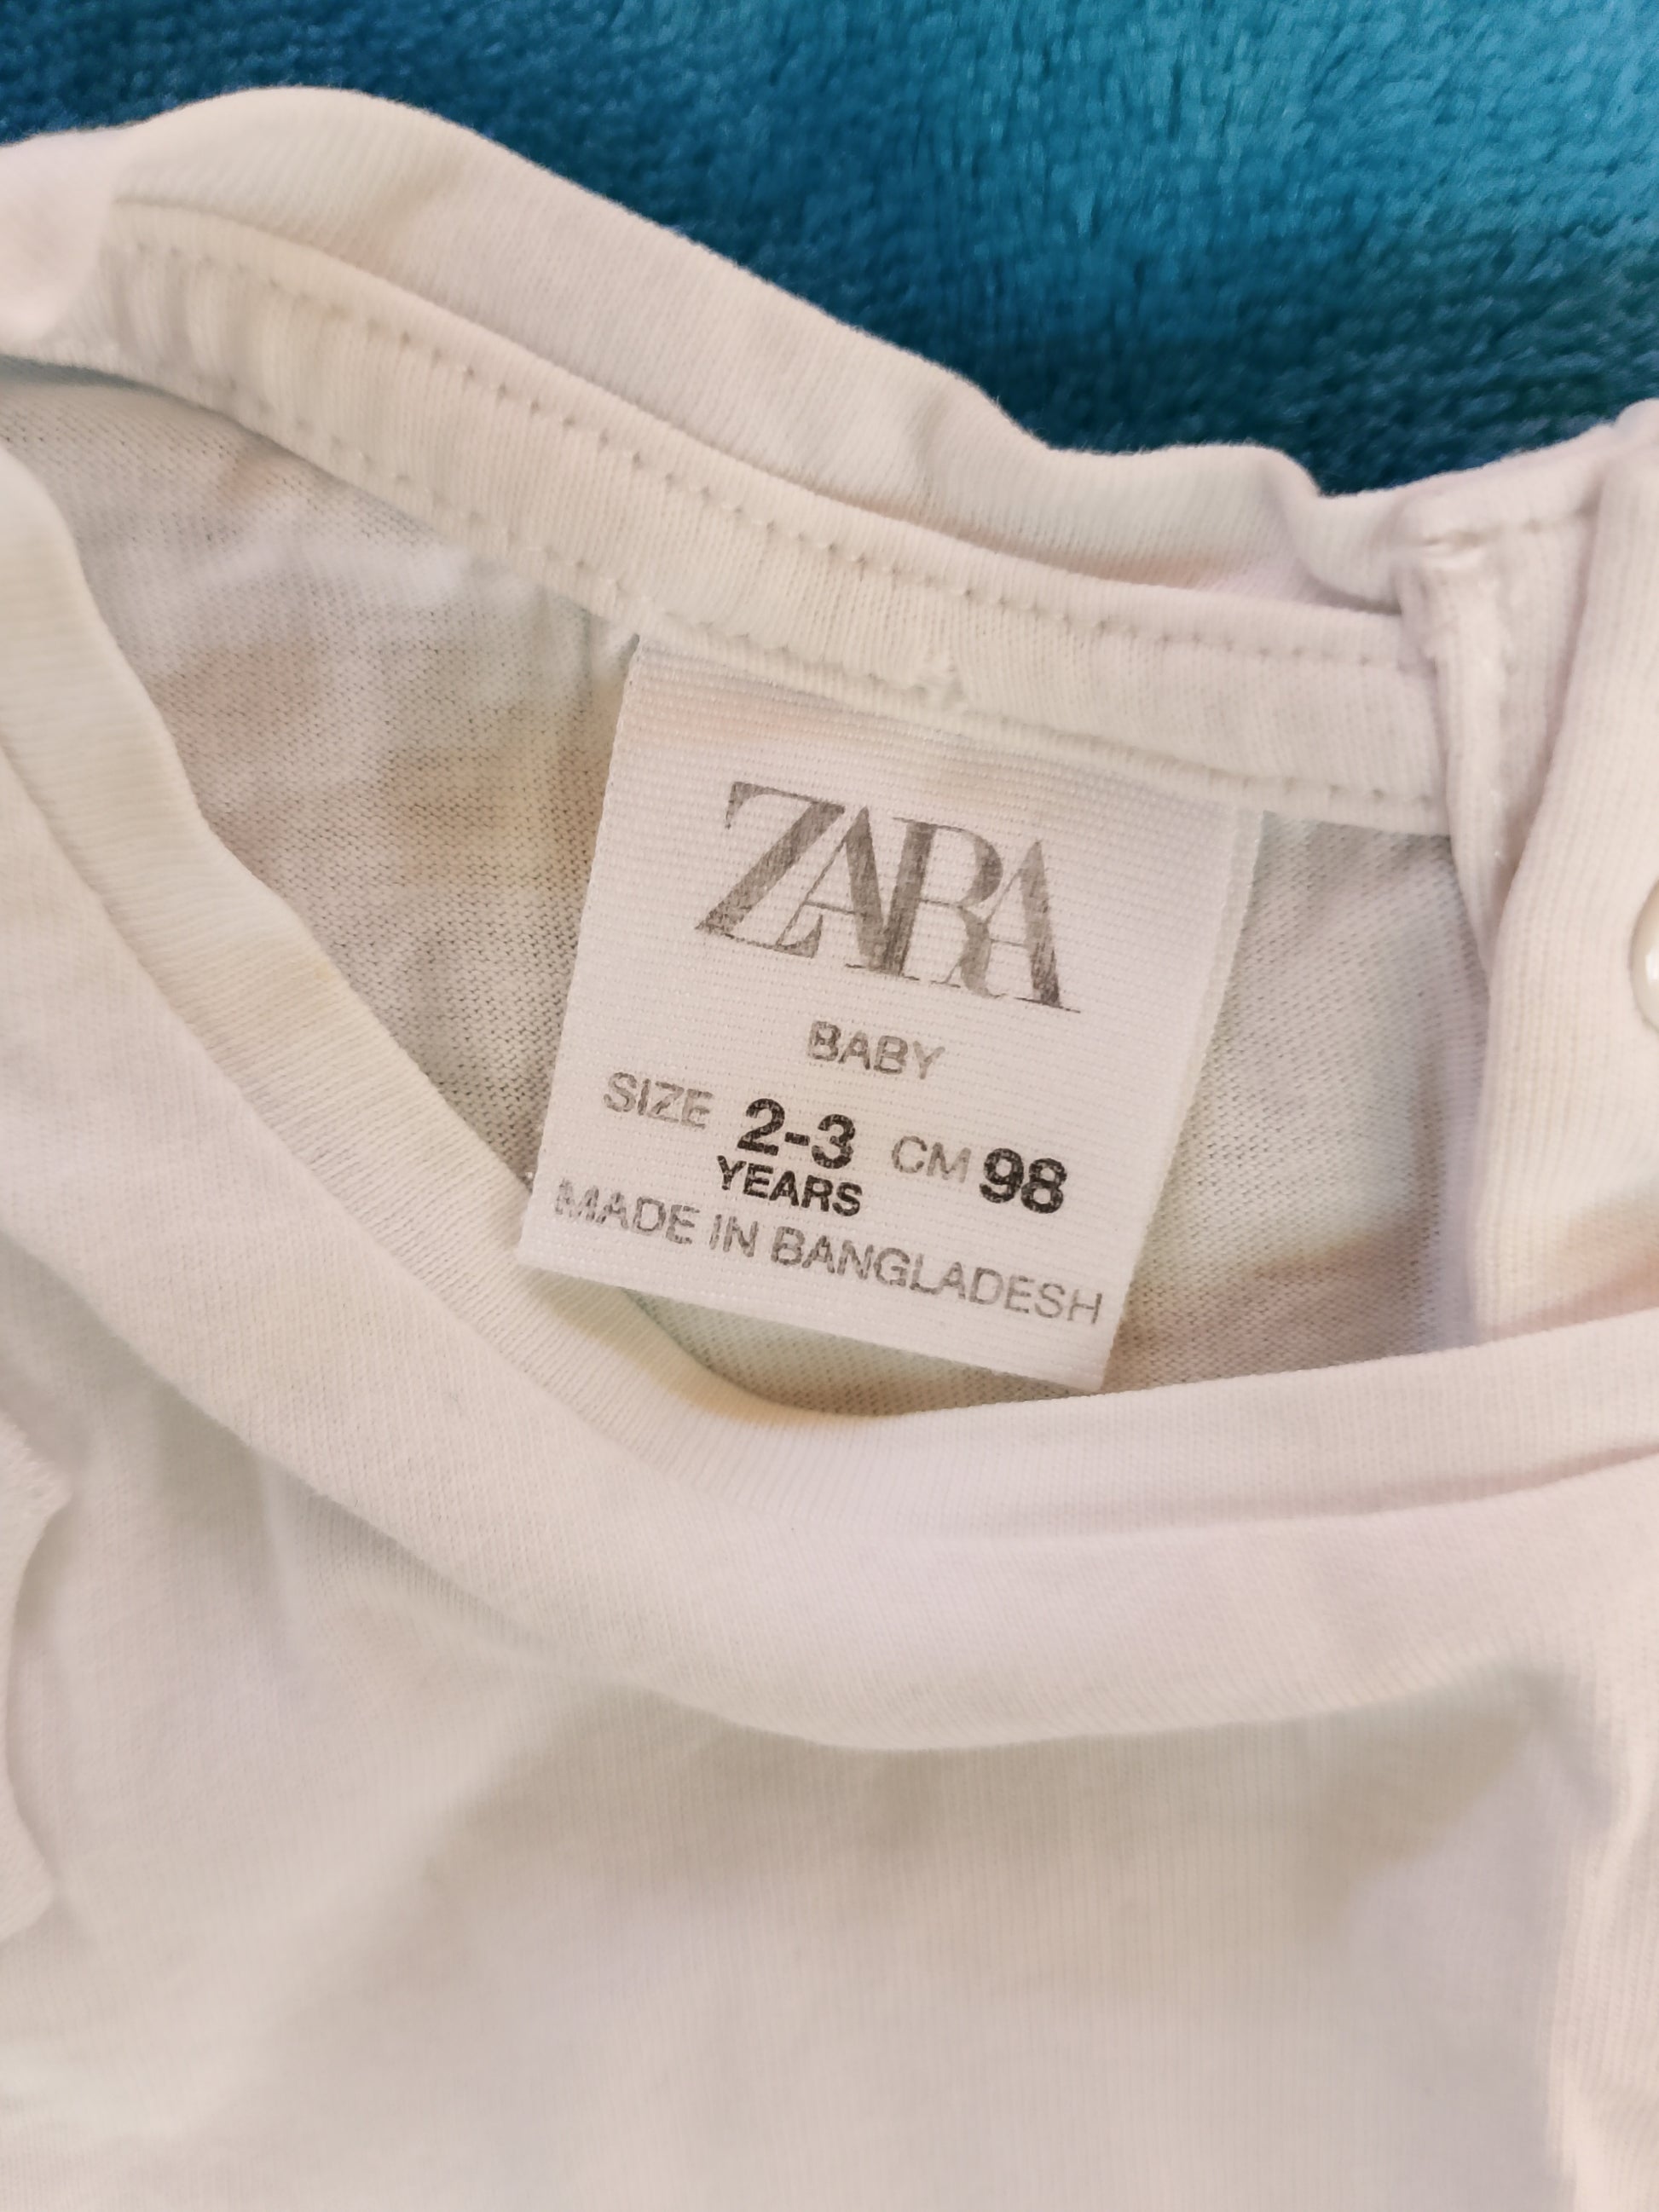 ZARA
BABY
SIZE 2-3 YEARS CM 98
MADE IN BANGLADESH